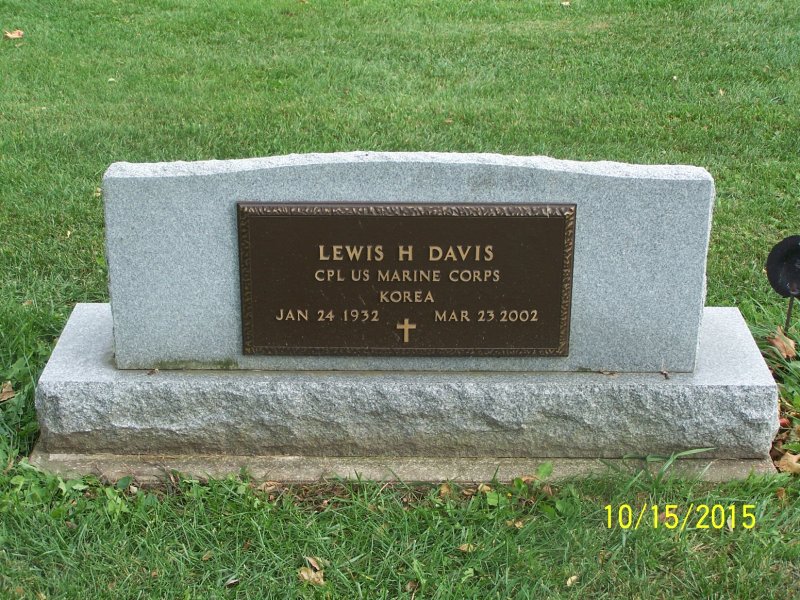 LEWIS H DAVIS
CPL US MARINE CORPS
KOREA
JAN 24 1932 MAR 23 2002
10/15/2015